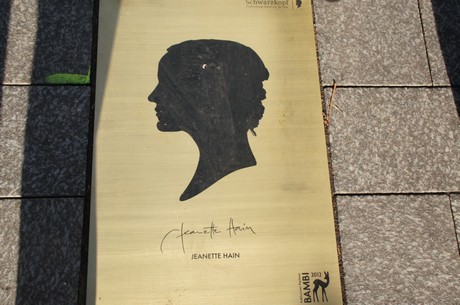 Schwarzkopf
Jeanette Hain
JEANETTE HAIN
BAMBI
2012